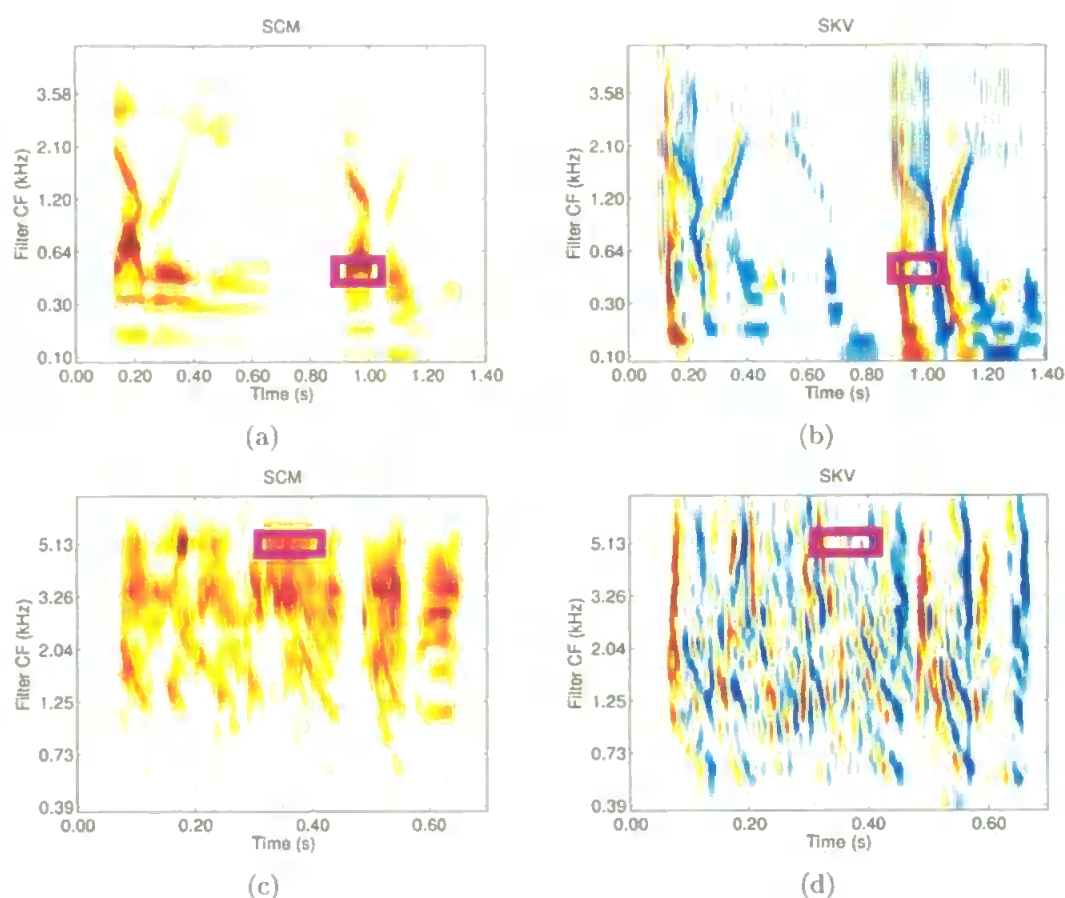 SCM
SKV
3.58
2.10
1.20
0.64
0.30
0.10
Filter CF (kHz)
0.00 0.20 0.40 0.60 0.80 1.00 1.20 1.40
Time (s)
3.58
2.10
1.20
0.64
0.30
0.10
Filter CF (kHz)
0.00 0.20 0.40 0.60 0.80 1.00 1.20 1.40
Time (s)
(a)
(b)
SCM
SKV
5.13
3.26
2.04
1.25
0.73
0.39
Filter CF (kHz)
0.00 0.20 0.40 0.60
Time (s)
5.13
3.26
2.04
1.25
0.73
0.39
Filter CF (kHz)
0.00 0.20 0.40 0.60
Time (s)
(c)
(d)